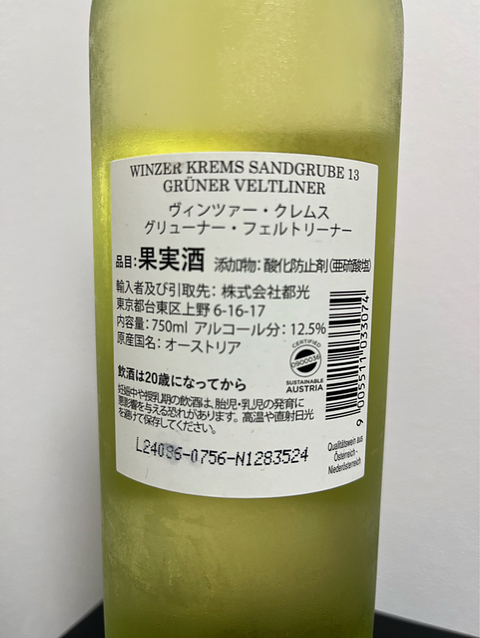 WINZER KREMS SANDGRUBE 13
GRÜNER VELTLINER
ヴィンツァー・クレムス
グリューナー・フェルトリーナー
品目：果実酒 添加物：酸化防止剤（亜硫酸塩）
輸入者及び引取先：株式会社都光
東京都台東区上野 6-16-17
内容量：750ml アルコール分：12.5%
原産国名：オーストリア
CERTIFIED
0900036
SUSTAINABLE
AUSTRIA
飲酒は20歳になってから
妊娠中や授乳期の飲酒は、胎児・乳児の発育に
悪影響を与える恐れがあります。高温や直射日光
を避けて保存してください。
9 005511 033074
Qualitätswein aus
Österreich -
Niederösterreich
L24086-0756-N1283524